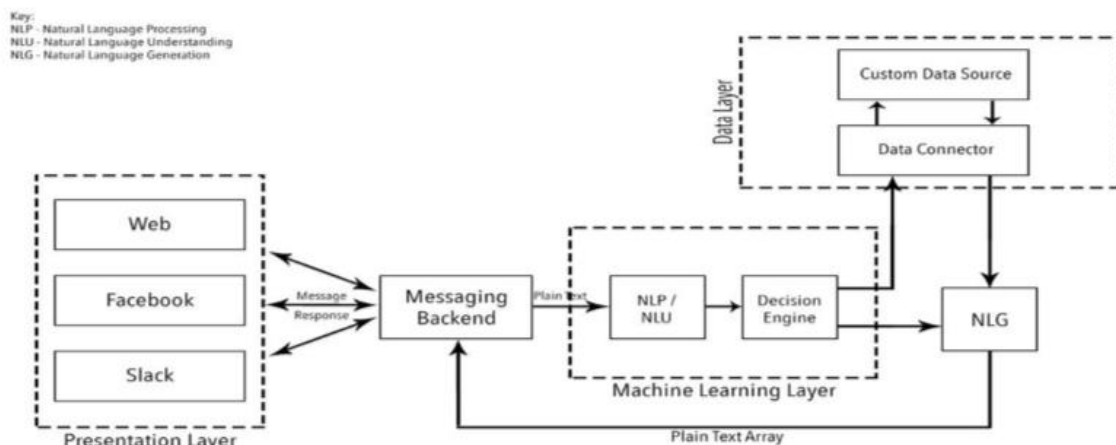 Key:
NLP - Natural Language Processing
NLU - Natural Language Understanding
NLG - Natural Language Generation
Custom Data Source
Data Layer
Data Connector
Web
Facebook
Slack
Presentation Layer
Message
Response
Messaging
Backend
Plain Text
NLP /
NLU
Decision
Engine
Machine Learning Layer
NLG
Plain Text Array